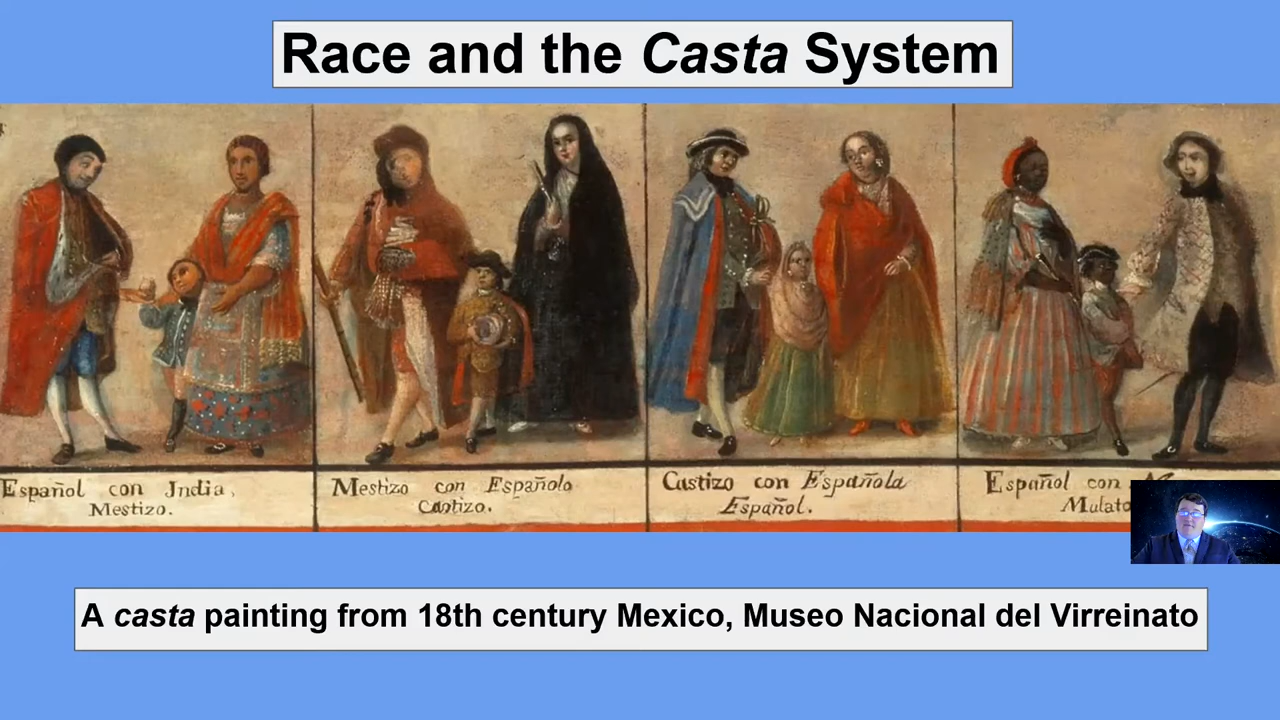 Race and the Casta System
Español con India,
Mestizo.
Mestizo con Español
Castizo.
Castizo con Española
Español.
Español con
Mulato
A casta painting from 18th century Mexico, Museo Nacional del Virreinato